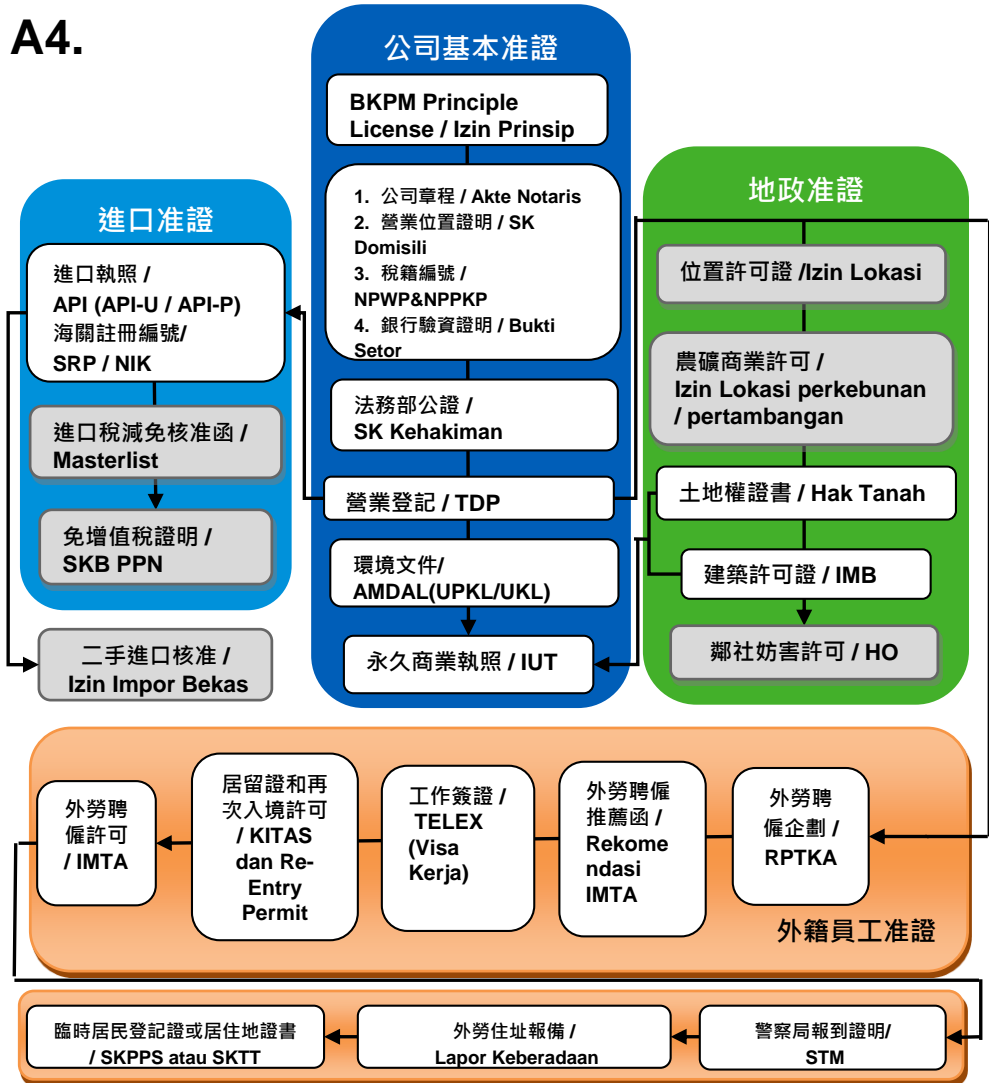 A4.
公司基本准證
BKPM Principle
License / Izin Prinsip
1. 公司章程 / Akte Notaris
2. 營業位置證明 / SK
Domisili
3. 稅籍編號 /
NPWP&NPPKP
4. 銀行驗資證明 / Bukti
Setor
法務部公證 /
SK Kehakiman
營業登記 / TDP
環境文件/
AMDAL(UPKL/UKL)
永久商業執照 / IUT
進口准證
進口執照 /
API (API-U / API-P)
海關註冊編號/
SRP / NIK
進口稅減免核准函 /
Masterlist
免增值稅證明 /
SKB PPN
二手進口核准 /
Izin Impor Bekas
地政准證
位置許可證 /Izin Lokasi
農礦商業許可 /
Izin Lokasi perkebunan
/ pertambangan
土地權證書 / Hak Tanah
建築許可證 / IMB
鄰社妨害許可 / HO
外勞聘
僱許可
/ IMTA
居留證和再
次入境許可
/ KITAS
dan Re-
Entry
Permit
工作簽證 /
TELEX
(Visa
Kerja)
外勞聘僱
推薦函 /
Rekome
ndasi
IMTA
外勞聘
僱企劃 /
RPTKA
外籍員工准證
臨時居民登記證或居住地證書
/ SKPPS atau SKTT
外勞住址報備 /
Lapor Keberadaan
警察局報到證明/
STM